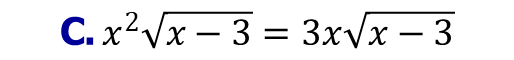 C. x²√(x − 3) = 3x√(x − 3)